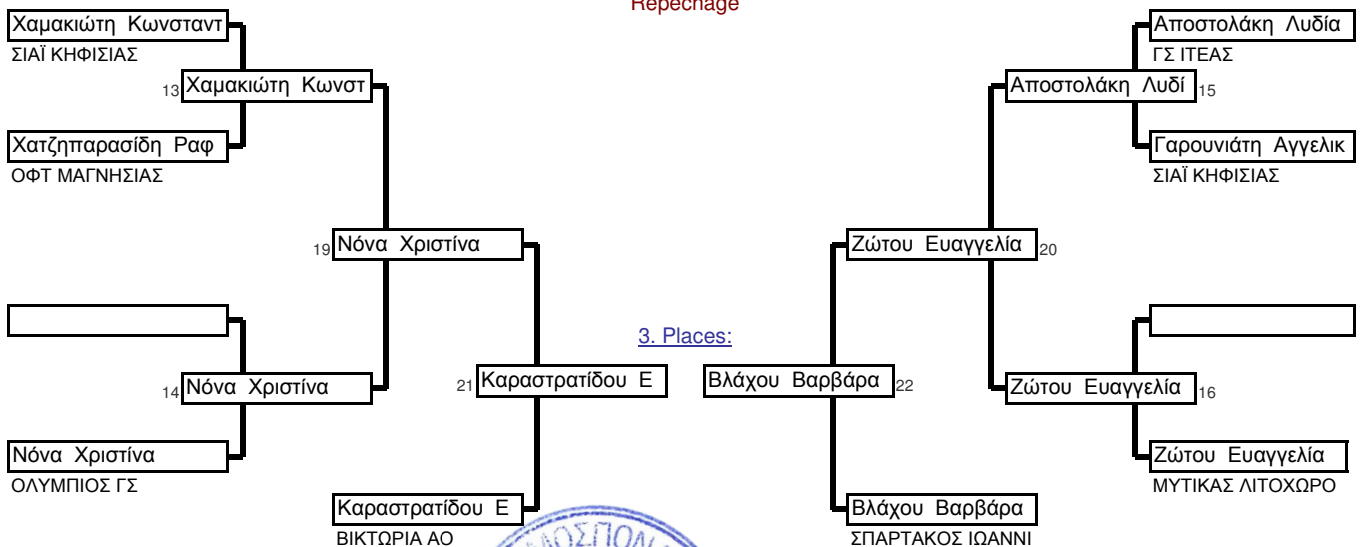 Repechage
Χαμακιώτη Κωνσταντ
ΣΙΑΪ ΚΗΦΙΣΙΑΣ
13 Χαμακιώτη Κωνστ
Χατζηπαρασίδη Ραφ
ΟΦΤ ΜΑΓΝΗΣΙΑΣ
19 Νόνα Χριστίνα
14 Νόνα Χριστίνα
Νόνα Χριστίνα
ΟΛΥΜΠΙΟΣ ΓΣ
21 Καραστρατίδου Ε
Καραστρατίδου Ε
ΒΙΚΤΩΡΙΑ ΑΟ
3. Places:
Αποστολάκη Λυδία
ΓΣ ΙΤΕΑΣ
Αποστολάκη Λυδί 15
Γαρουνιάτη Αγγελικ
ΣΙΑΪ ΚΗΦΙΣΙΑΣ
Ζώτου Ευαγγελία 20
Βλάχου Βαρβάρα 22
Ζώτου Ευαγγελία 16
Ζώτου Ευαγγελία
ΜΥΤΙΚΑΣ ΛΙΤΟΧΩΡΟ
Βλάχου Βαρβάρα
ΣΠΑΡΤΑΚΟΣ ΙΩΑΝΝΙ